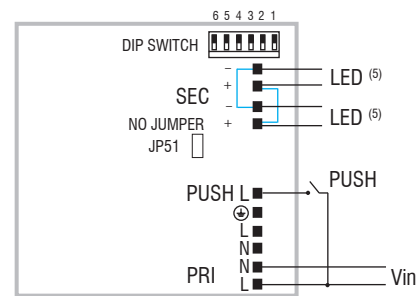 6 5 4 3 2 1
DIP SWITCH
− LED (5)
+
SEC
− LED (5)
NO JUMPER +
JP51
PUSH L PUSH
L
N
N
PRI L Vin